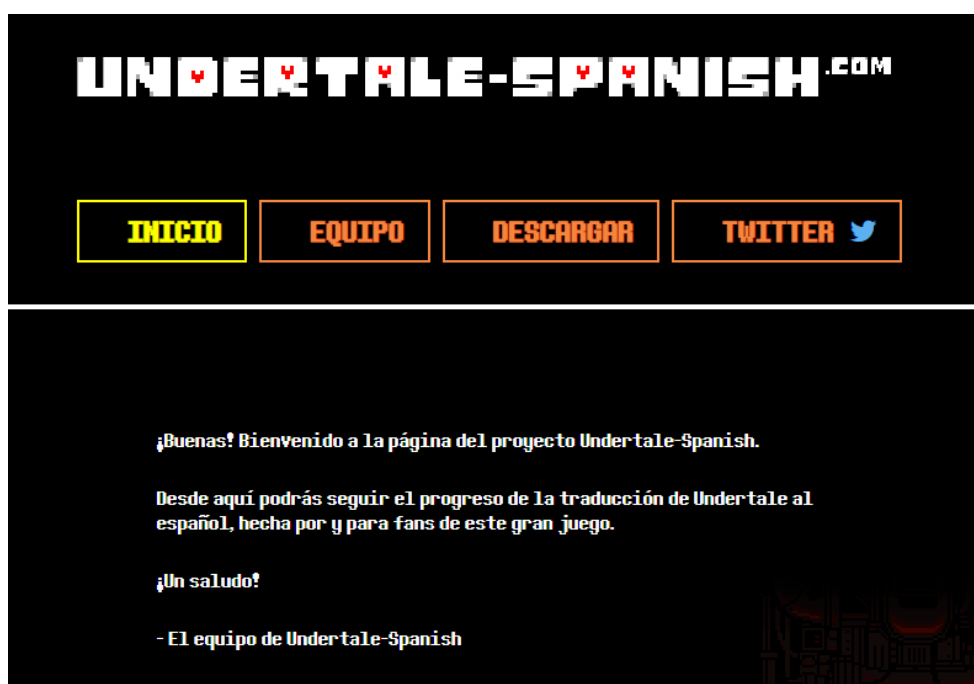 UNDERTALE-SPANISH.COM
INICIO EQUIPO DESCARGAR TWITTER
¡Buenas! Bienvenido a la página del proyecto Undertale-Spanish.
Desde aquí podrás seguir el progreso de la traducción de Undertale al
español, hecha por y para fans de este gran juego.
¡Un saludo!
- El equipo de Undertale-Spanish